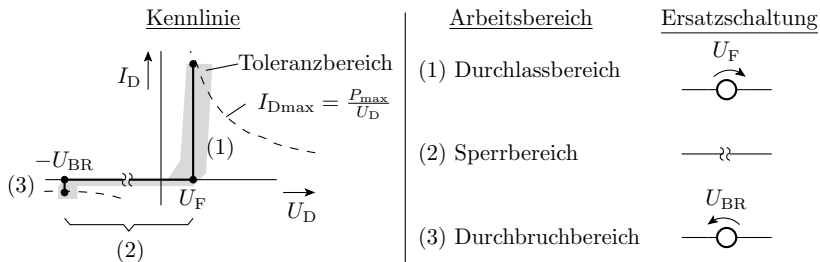 Kennlinie
I_D
Toleranzbereich
I_Dmax = P_max / U_D
(1)
−U_BR
(3)
U_F
U_D
(2)
Arbeitsbereich
Ersatzschaltung
(1) Durchlassbereich
U_F
(2) Sperrbereich
(3) Durchbruchbereich
U_BR